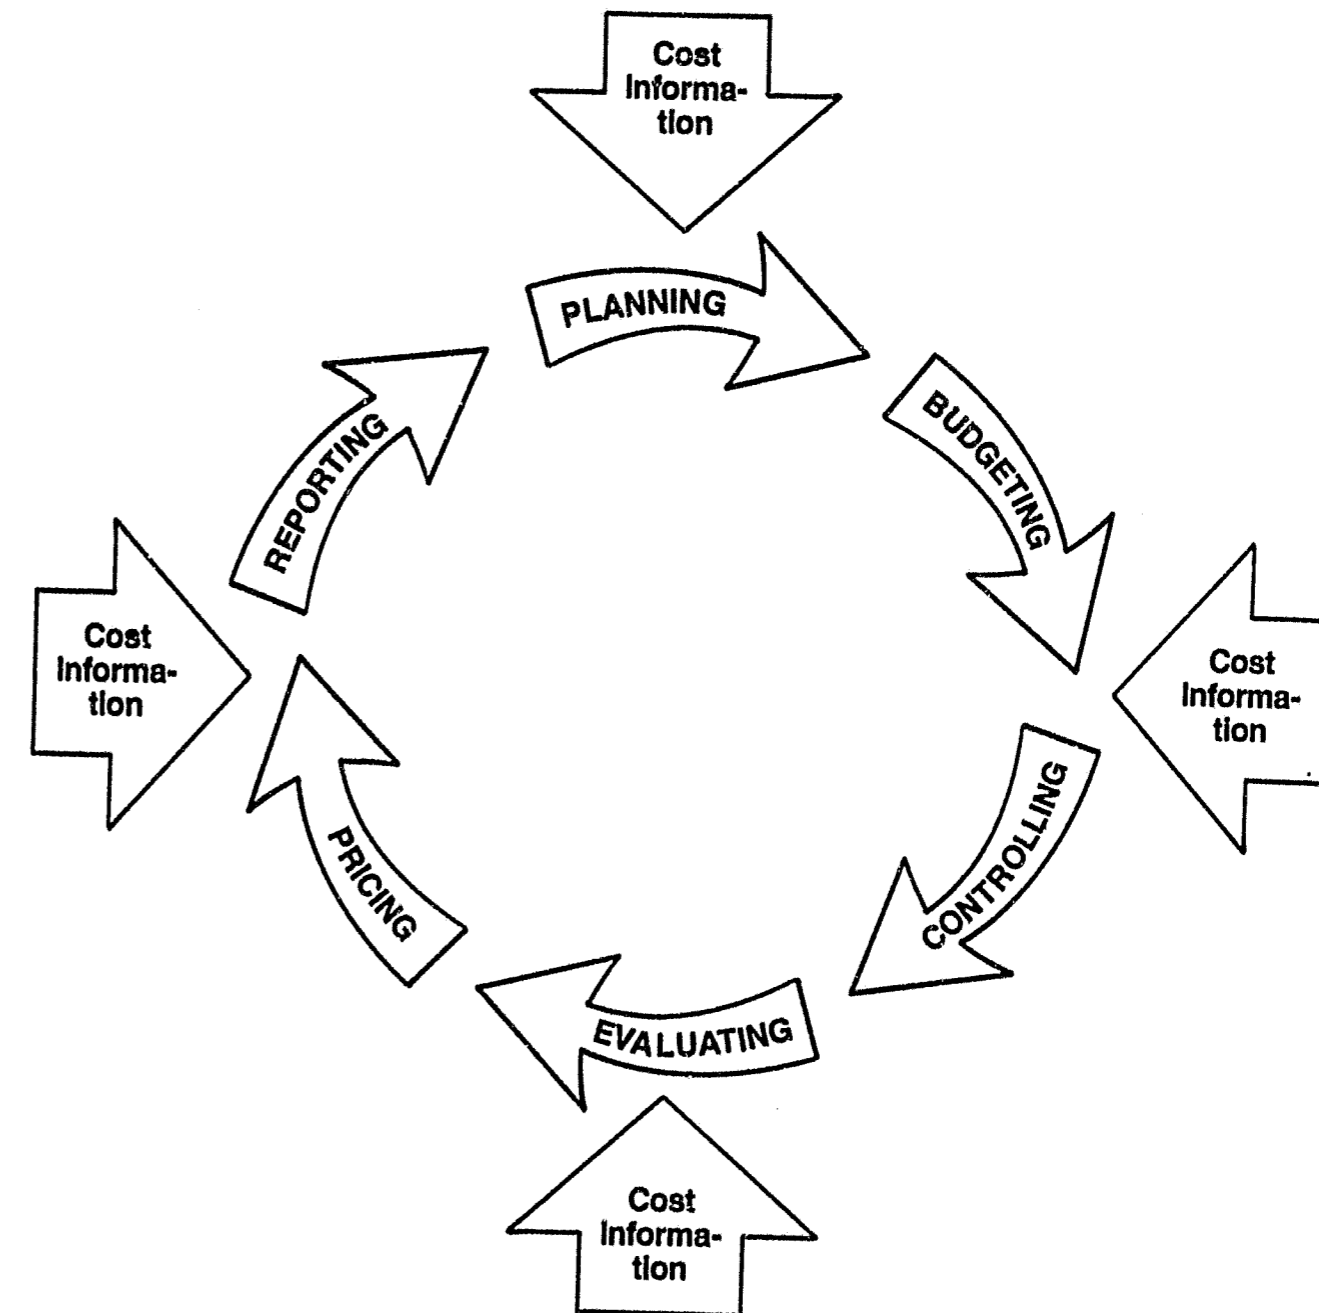 Cost
Informa-
tion
PLANNING
BUDGETING
REPORTING
Cost
Informa-
tion
Cost
Informa-
tion
CONTROLLING
PRICING
EVALUATING
Cost
Informa-
tion